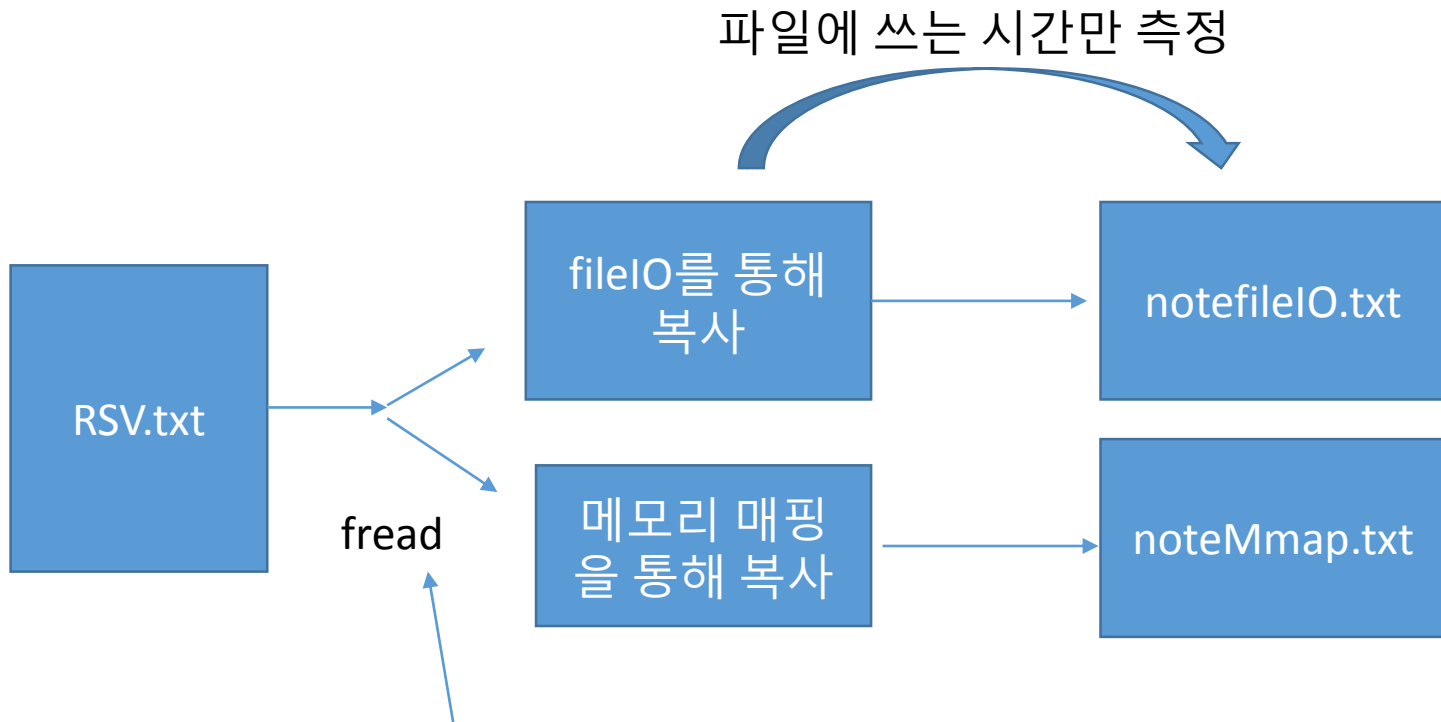 파일에 쓰는 시간만 측정
RSV.txt
fread
fileIO를 통해
복사
notefileIO.txt
메모리 매핑
을 통해 복사
noteMmap.txt